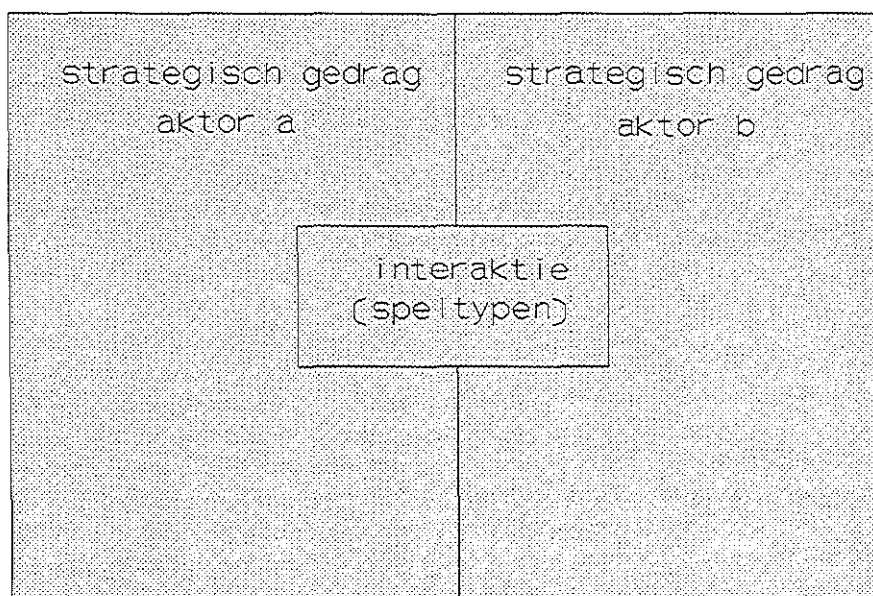 strategisch gedrag
aktor a
strategisch gedrag
aktor b
interaktie
(speltypen)